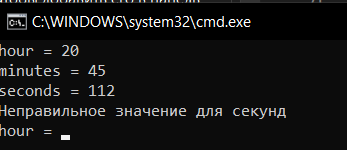 C:\WINDOWS\system32\cmd.exe
hour = 20
minutes = 45
seconds = 112
Неправильное значение для секунд
hour =